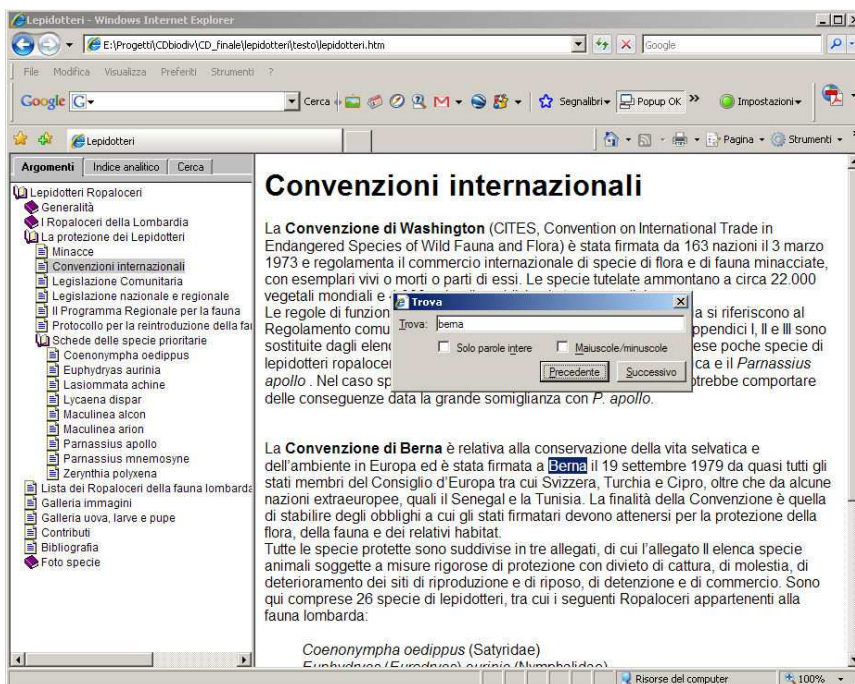 Lepidotteri - Windows Internet Explorer
E:\Progetti\CDbiodiv\CD_finale\lepidotteri\testo\lepidotteri.htm
Google
File Modifica Visualizza Preferiti Strumenti ?
Google G Cerca Segnalibri Popup OK » Impostazioni
Lepidotteri Pagina Strumenti
Argomenti Indice analitico Cerca
Lepidotteri Ropaloceri
Generalità
I Ropaloceri della Lombardia
La protezione dei Lepidotteri
Minacce
Convenzioni internazionali
Legislazione Comunitaria
Legislazione nazionale e regionale
Il Programma Regionale per la fauna
Protocollo per la reintroduzione della fau
Schede delle specie prioritarie
Coenonympha oedippus
Euphydryas aurinia
Lasiommata achine
Lycaena dispar
Maculinea alcon
Maculinea arion
Parnassius apollo
Parnassius mnemosyne
Zerynthia polyxena
Lista dei Ropaloceri della fauna lombarda
Galleria immagini
Galleria uova, larve e pupe
Contributi
Bibliografia
Foto specie
Convenzioni internazionali
La Convenzione di Washington (CITES, Convention on International Trade in
Endangered Species of Wild Fauna and Flora) è stata firmata da 163 nazioni il 3 marzo
1973 e regolamenta il commercio internazionale di specie di flora e di fauna minacciate,
con esemplari vivi o morti o parti di essi. Le specie tutelate ammontano a circa 22.000
vegetali mondiali e
Le regole di funzion a si riferiscono al
Regolamento comu ppendici I, II e III sono
sostituite dagli elenc ese poche specie di
lepidotteri ropalocer ca e il Parnassius
apollo . Nel caso sp trebbe comportare
delle conseguenze data la grande somiglianza con P. apollo.
Trova
Trova: berna
Solo parole intere Maiuscole/minuscole
Precedente Successivo
La Convenzione di Berna è relativa alla conservazione della vita selvatica e
dell'ambiente in Europa ed è stata firmata a Berna il 19 settembre 1979 da quasi tutti gli
stati membri del Consiglio d'Europa tra cui Svizzera, Turchia e Cipro, oltre che da alcune
nazioni extraeuropee, quali il Senegal e la Tunisia. La finalità della Convenzione è quella
di stabilire degli obblighi a cui gli stati firmatari devono attenersi per la protezione della
flora, della fauna e dei relativi habitat.
Tutte le specie protette sono suddivise in tre allegati, di cui l'allegato II elenca specie
animali soggette a misure rigorose di protezione con divieto di cattura, di molestia, di
deterioramento dei siti di riproduzione e di riposo, di detenzione e di commercio. Sono
qui comprese 26 specie di lepidotteri, tra cui i seguenti Ropaloceri appartenenti alla
fauna lombarda:
Coenonympha oedippus (Satyridae)
Risorse del computer 100%